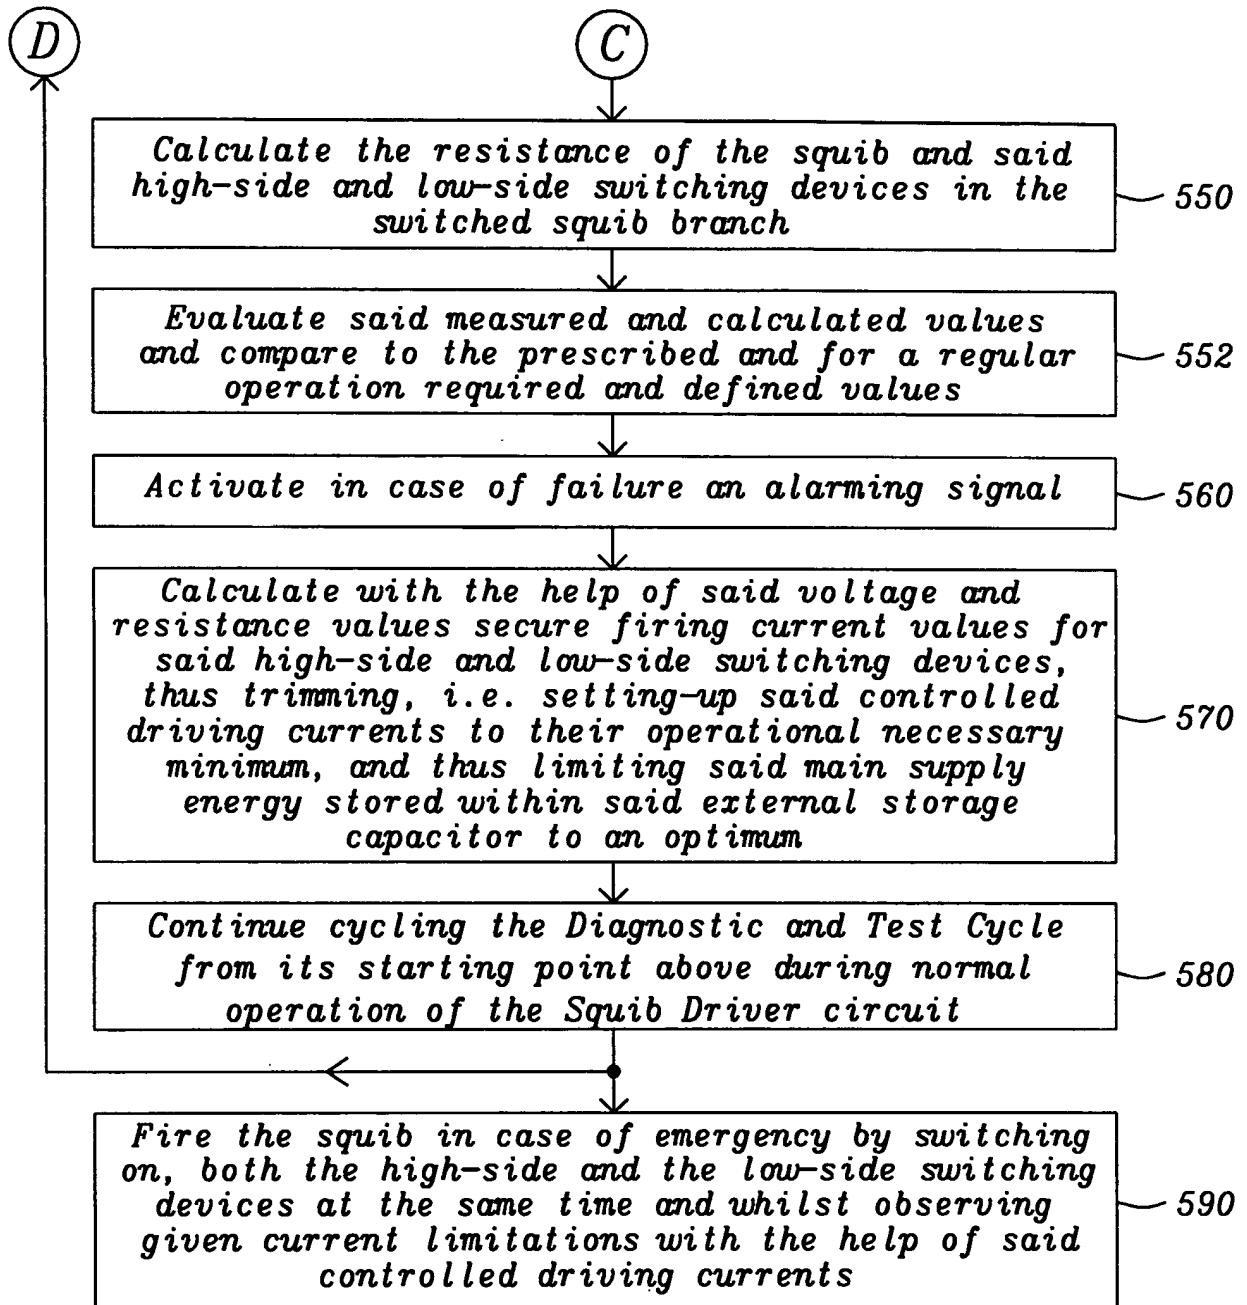 D
C
Calculate the resistance of the squib and said
high-side and low-side switching devices in the
switched squib branch
550
Evaluate said measured and calculated values
and compare to the prescribed and for a regular
operation required and defined values
552
Activate in case of failure an alarming signal
560
Calculate with the help of said voltage and
resistance values secure firing current values for
said high-side and low-side switching devices,
thus trimming, i.e. setting-up said controlled
driving currents to their operational necessary
minimum, and thus limiting said main supply
energy stored within said external storage
capacitor to an optimum
570
Continue cycling the Diagnostic and Test Cycle
from its starting point above during normal
operation of the Squib Driver circuit
580
Fire the squib in case of emergency by switching
on, both the high-side and the low-side switching
devices at the same time and whilst observing
given current limitations with the help of said
controlled driving currents
590